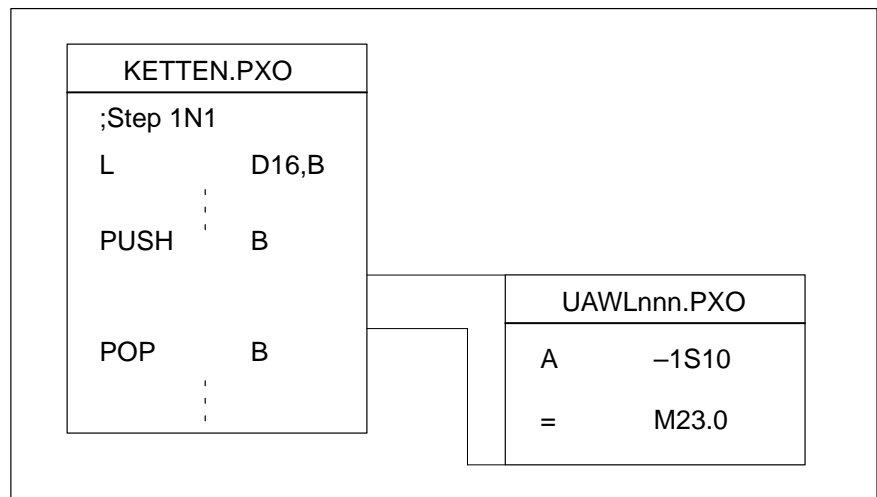 KETTEN.PXO
;Step 1N1
L D16,B
PUSH B
POP B
UAWLnnn.PXO
A –1S10
= M23.0